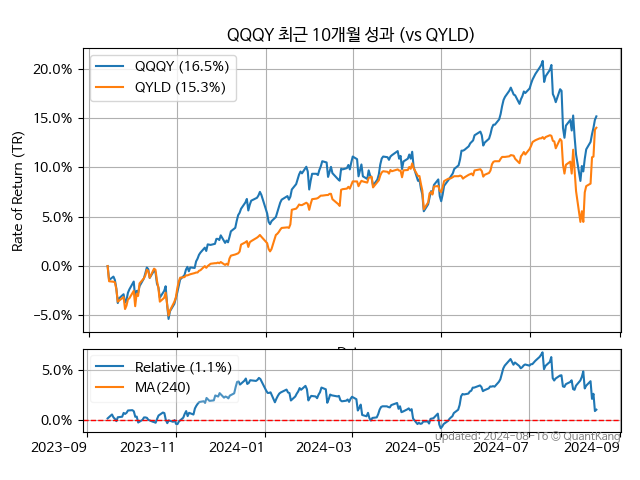 QQQY 최근 10개월 성과 (vs QYLD)
Rate of Return (TR)
20.0%
15.0%
10.0%
5.0%
0.0%
−5.0%
QQQY (16.5%)
QYLD (15.3%)
5.0%
0.0%
Relative (1.1%)
MA(240)
2023-09
2023-11
2024-01
2024-03
2024-05
2024-07
2024-09
updated: 2024-08-16 © QuantKang